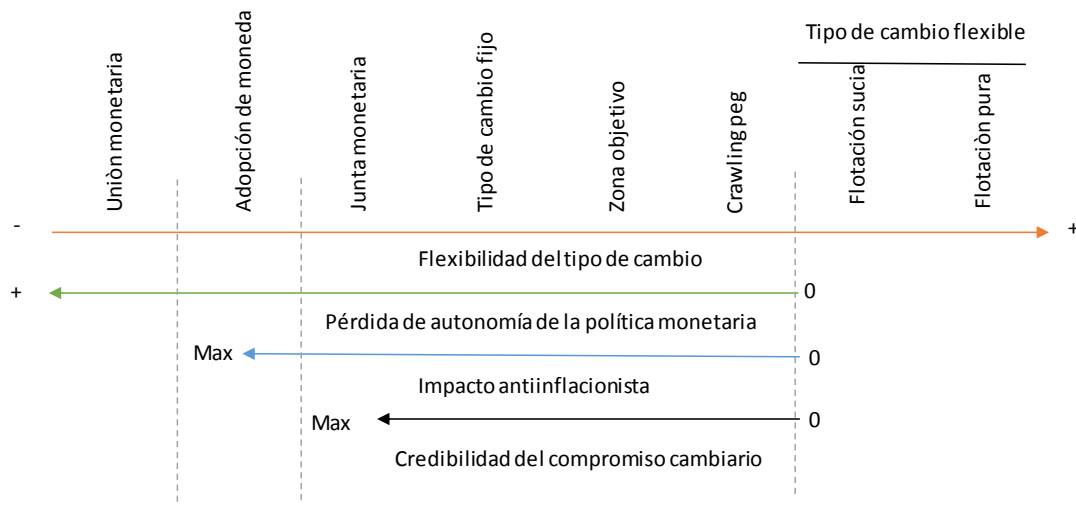 Tipo de cambio flexible
Uniòn monetaria
Adopción de moneda
Junta monetaria
Tipo de cambio fijo
Zona objetivo
Crawling peg
Flotación sucia
Flotaciòn pura
- +
Flexibilidad del tipo de cambio
+ 0
Pérdida de autonomía de la política monetaria
Max 0
Impacto antiinflacionista
Max 0
Credibilidad del compromiso cambiario